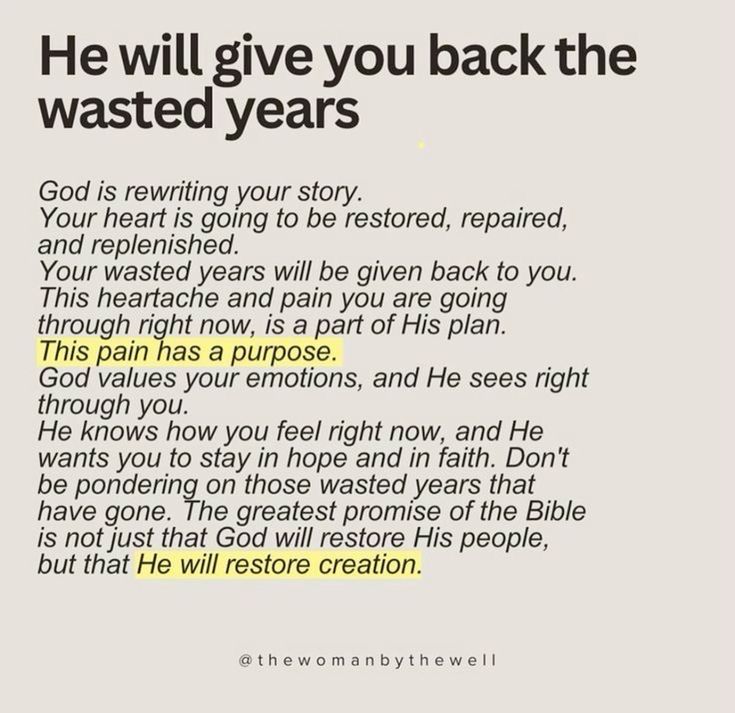 He will give you back the
wasted years
God is rewriting your story.
Your heart is going to be restored, repaired,
and replenished.
Your wasted years will be given back to you.
This heartache and pain you are going
through right now, is a part of His plan.
This pain has a purpose.
God values your emotions, and He sees right
through you.
He knows how you feel right now, and He
wants you to stay in hope and in faith. Don't
be pondering on those wasted years that
have gone. The greatest promise of the Bible
is not just that God will restore His people,
but that He will restore creation.
@thewomanbythewell